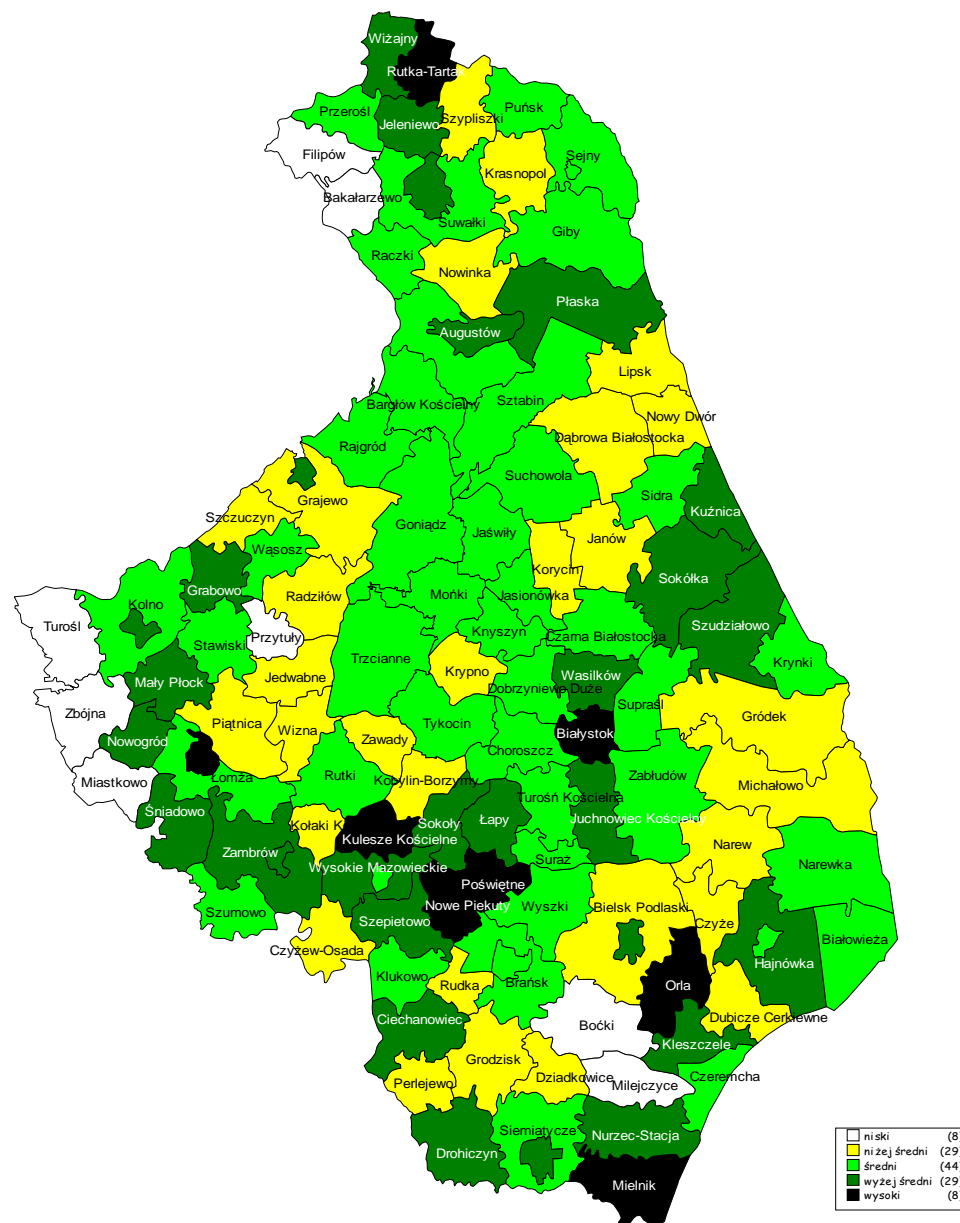 Wiżajny
Rutka-Tartak
Przerośl
Jeleniewo
Szypliszki
Puńsk
Filipów
Sejny
Krasnopol
Bakałarzewo
Suwałki
Giby
Raczki
Nowinka
Płaska
Augustów
Lipsk
Bargłów Kościelny
Sztabin
Nowy Dwór
Dąbrowa Białostocka
Rajgród
Suchowola
Sidra
Grajewo
Kuźnica
Szczuczyn
Goniądz
Jaświły
Janów
Wąsosz
Korycin
Sokółka
Grabowo
Radziłów
Mońki
Jasionówka
Kolno
Turośl
Szudziałowo
Przytuły
Stawiski
Knyszyn
Czarna Białostocka
Trzcianne
Krynki
Krypno
Wasilków
Jedwabne
Mały Płock
Dobrzyniewo Duże
Supraśl
Zbójna
Piątnica
Wizna
Tykocin
Gródek
Nowogród
Zawady
Choroszcz
Białystok
Miastkowo
Łomża
Rutki
Kobylin-Borzymy
Zabłudów
Michałowo
Śniadowo
Turośń Kościelna
Juchnowiec Kościelny
Kołaki K
Sokoły
Łapy
Kulesze Kościelne
Narew
Zambrów
Wysokie Mazowieckie
Suraż
Narewka
Poświętne
Szumowo
Szepietowo
Nowe Piekuty
Wyszki
Bielsk Podlaski
Czyże
Białowieża
Czyżew-Osada
Hajnówka
Klukowo
Rudka
Brańsk
Orla
Ciechanowiec
Boćki
Dubicze Cerkiewne
Kleszczele
Grodzisk
Perlejewo
Dziadkowice
Milejczyce
Czeremcha
Siemiatycze
Nurzec-Stacja
Drohiczyn
Mielnik
niski (8)
niżej średni (29)
średni (44)
wyżej średni (29)
wysoki (8)